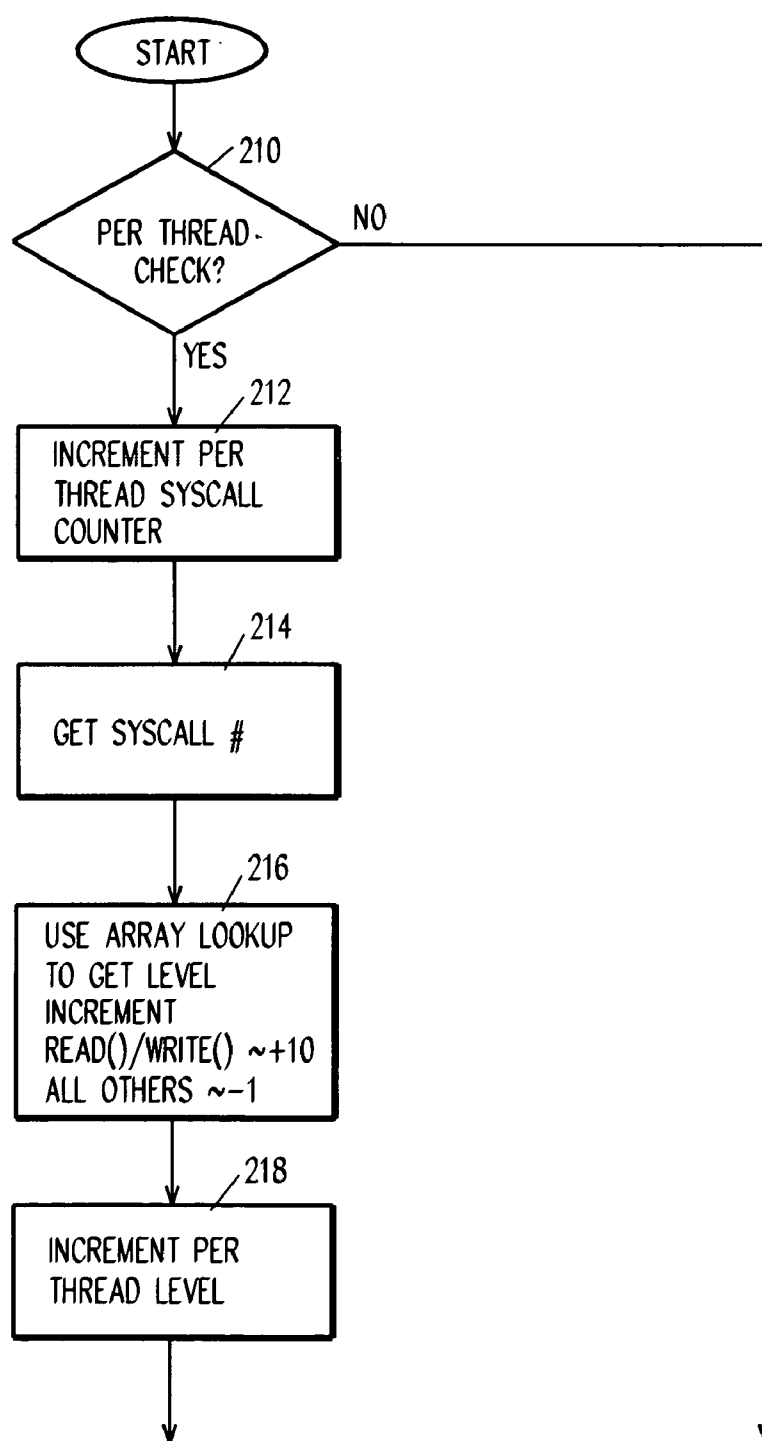 START
210
PER THREAD
CHECK?
NO
YES
212
INCREMENT PER
THREAD SYSCALL
COUNTER
214
GET SYSCALL #
216
USE ARRAY LOOKUP
TO GET LEVEL
INCREMENT
READ()/WRITE() ~+10
ALL OTHERS ~-1
218
INCREMENT PER
THREAD LEVEL